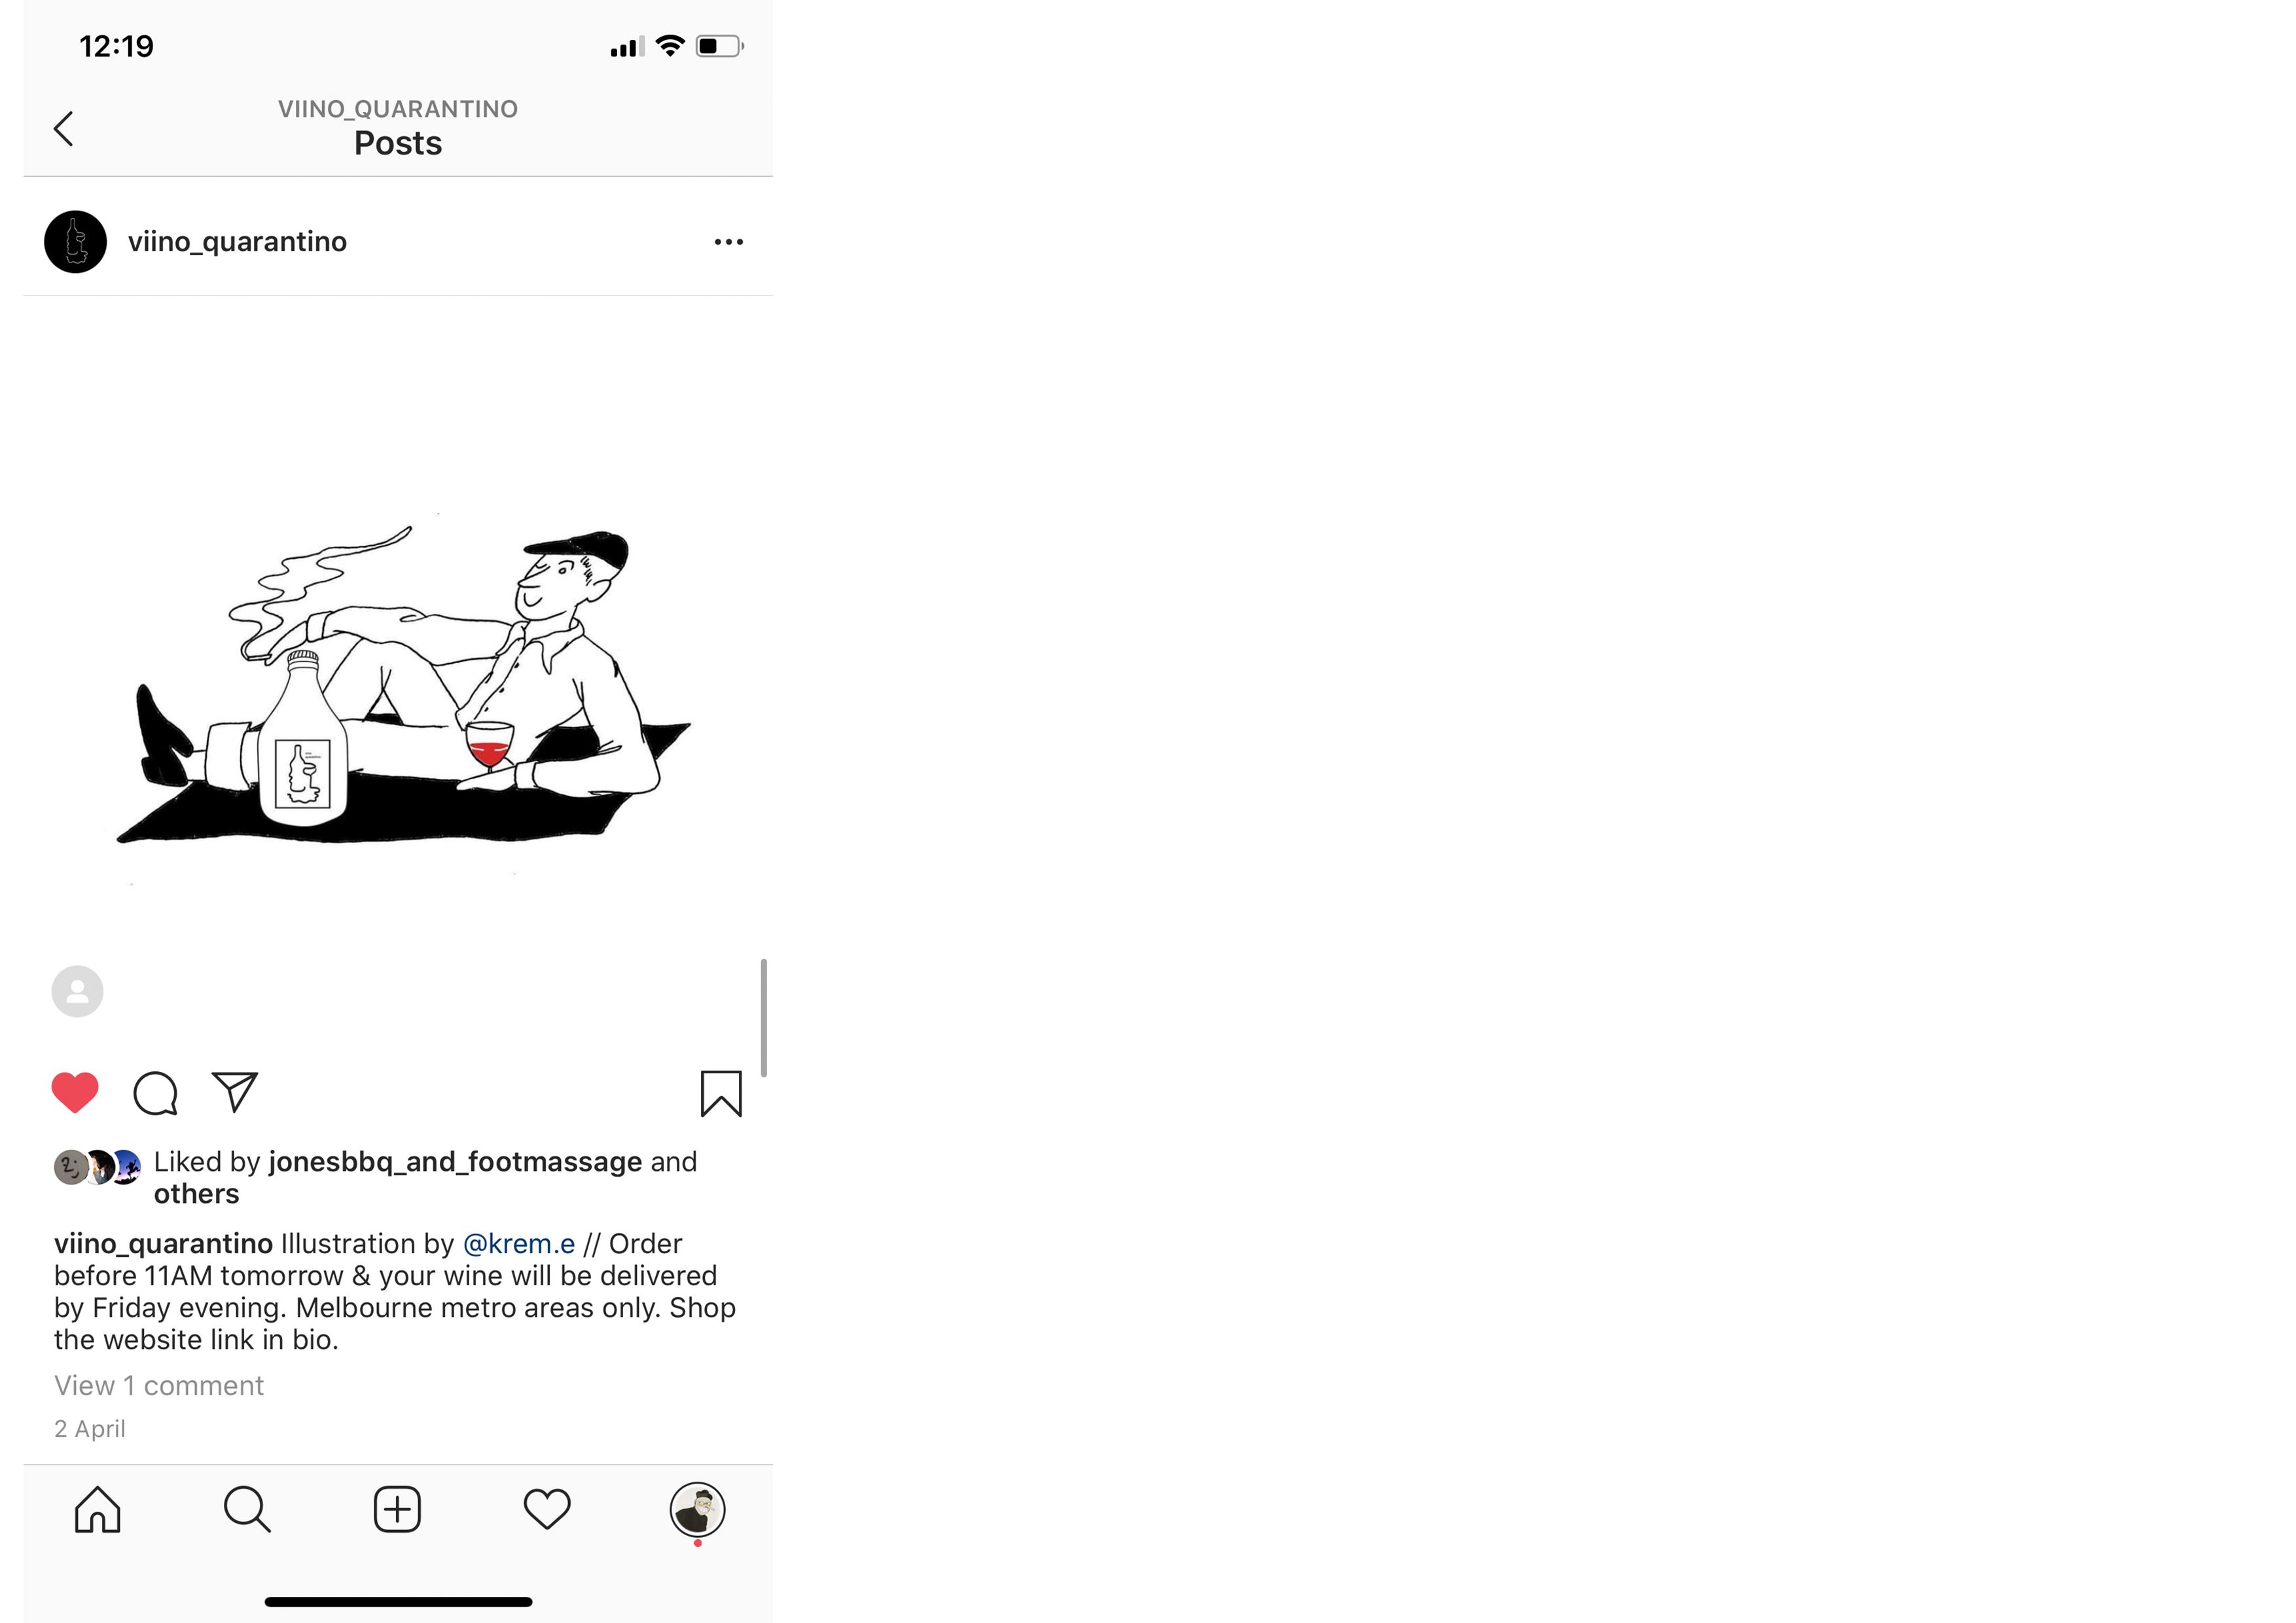 12:19
VIINO_QUARANTINO
Posts
viino_quarantino
Liked by jonesbbq_and_footmassage and
others
viino_quarantino Illustration by @krem.e // Order
before 11AM tomorrow & your wine will be delivered
by Friday evening. Melbourne metro areas only. Shop
the website link in bio.
View 1 comment
2 April